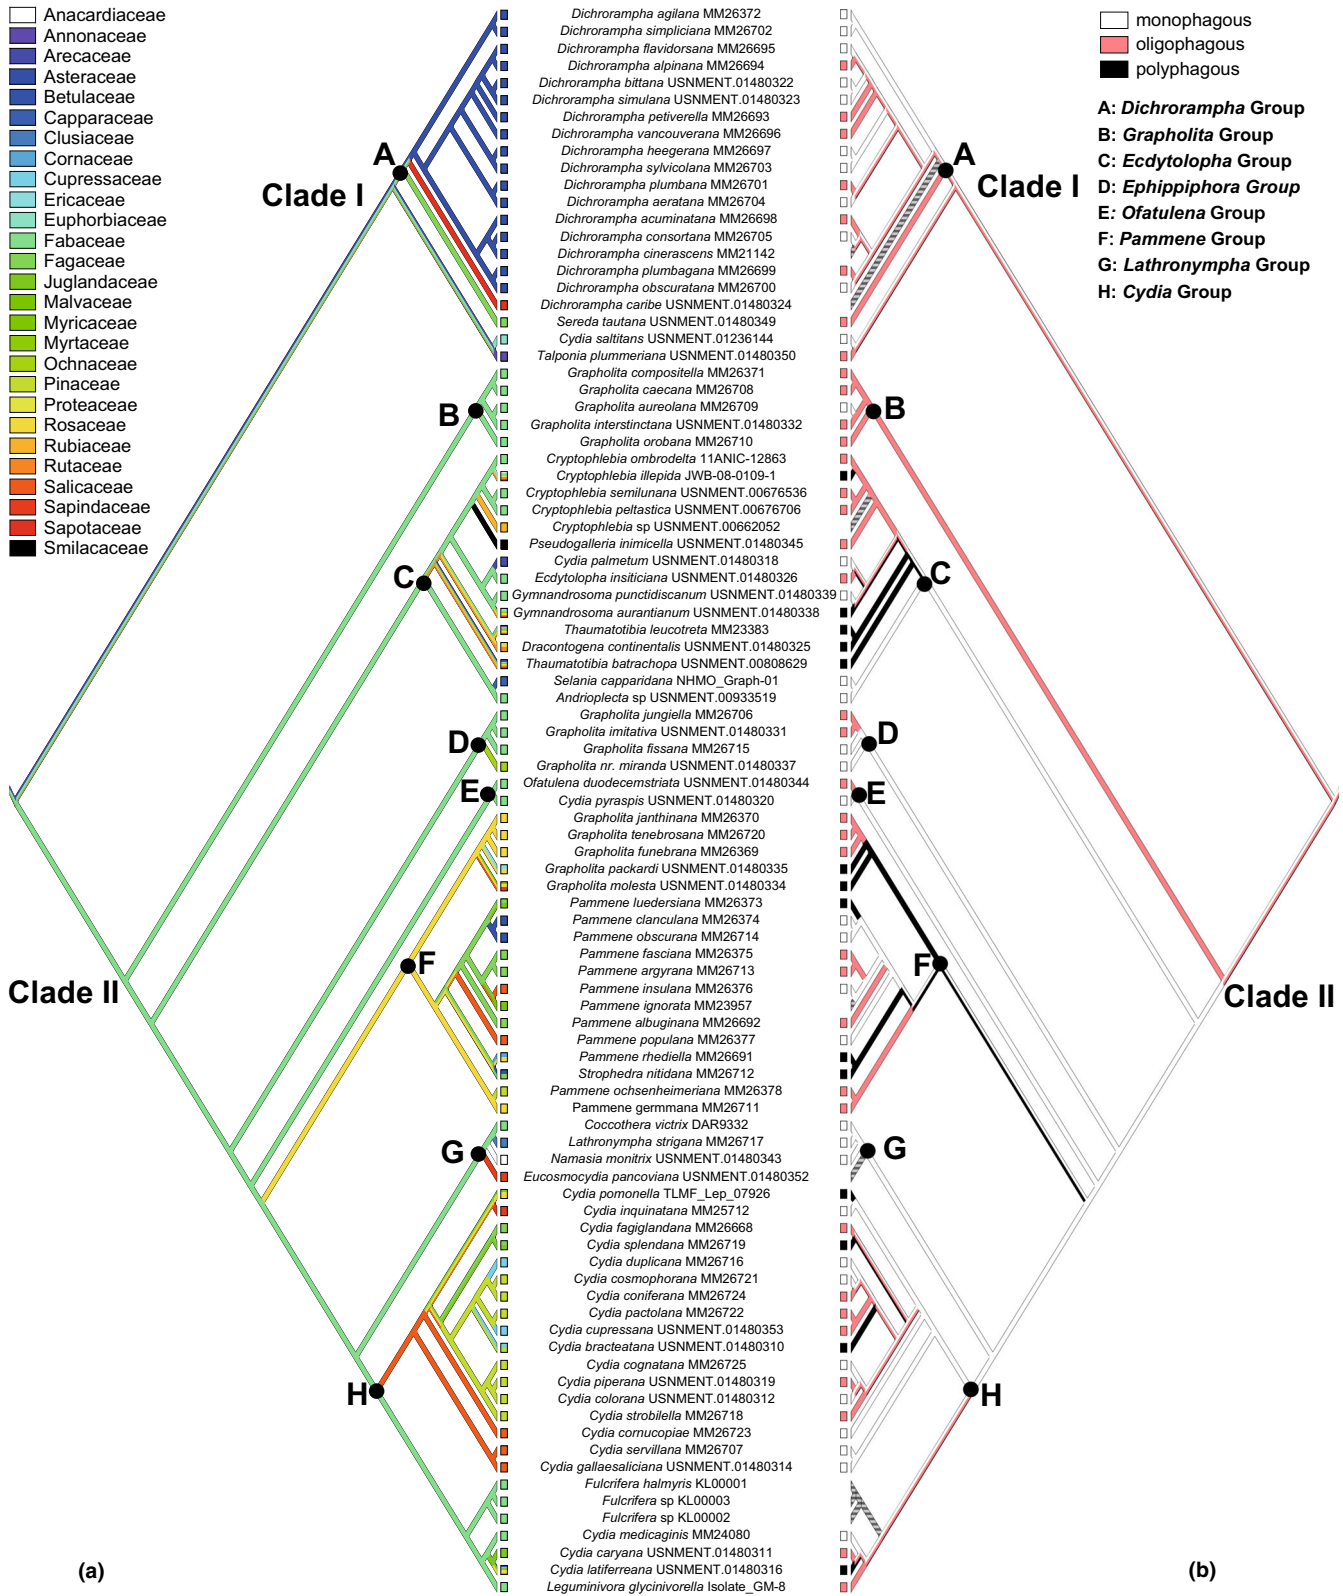 Anacardiaceae
Annonaceae
Arecaceae
Asteraceae
Betulaceae
Capparaceae
Clusiaceae
Cornaceae
Cupressaceae
Ericaceae
Euphorbiaceae
Fabaceae
Fagaceae
Juglandaceae
Malvaceae
Myricaceae
Myrtaceae
Ochnaceae
Pinaceae
Proteaceae
Rosaceae
Rubiaceae
Rutaceae
Salicaceae
Sapindaceae
Sapotaceae
Smilacaceae
A
Clade I
B
C
D
E
F
Clade II
G
H
(a)
Dichrorampha agilana MM26372
Dichrorampha simpliciana MM26702
Dichrorampha flavidorsana MM26695
Dichrorampha alpinana MM26694
Dichrorampha bittana USNMENT.01480322
Dichrorampha simulana USNMENT.01480323
Dichrorampha petiverella MM26693
Dichrorampha vancouverana MM26696
Dichrorampha heegerana MM26697
Dichrorampha sylvicolana MM26703
Dichrorampha plumbana MM26701
Dichrorampha aeratana MM26704
Dichrorampha acuminatana MM26698
Dichrorampha consortana MM26705
Dichrorampha cinerascens MM21142
Dichrorampha plumbagana MM26699
Dichrorampha obscuratana MM26700
Dichrorampha caribe USNMENT.01480324
Sereda tautana USNMENT.01480349
Cydia saltitans USNMENT.01236144
Talponia plummeriana USNMENT.01480350
Grapholita compositella MM26371
Grapholita caecana MM26708
Grapholita aureolana MM26709
Grapholita interstinctana USNMENT.01480332
Grapholita orobana MM26710
Cryptophlebia ombrodelta 11ANIC-12863
Cryptophlebia illepida JWB-08-0109-1
Cryptophlebia semilunana USNMENT.00676536
Cryptophlebia peltastica USNMENT.00676706
Cryptophlebia sp USNMENT.00662052
Pseudogalleria inimicella USNMENT.01480345
Cydia palmetum USNMENT.01480318
Ecdytolopha insiticiana USNMENT.01480326
Gymnandrosoma punctidiscanum USNMENT.01480339
Gymnandrosoma aurantianum USNMENT.01480338
Thaumatotibia leucotreta MM23383
Dracontogena continentalis USNMENT.01480325
Thaumatotibia batrachopa USNMENT.00808629
Selania capparidana NHMO_Graph-01
Andrioplecta sp USNMENT.00933519
Grapholita jungiella MM26706
Grapholita imitativa USNMENT.01480331
Grapholita fissana MM26715
Grapholita nr. miranda USNMENT.01480337
Ofatulena duodecemstriata USNMENT.01480344
Cydia pyraspis USNMENT.01480320
Grapholita janthinana MM26370
Grapholita tenebrosana MM26720
Grapholita funebrana MM26369
Grapholita packardi USNMENT.01480335
Grapholita molesta USNMENT.01480334
Pammene luedersiana MM26373
Pammene clanculana MM26374
Pammene obscurana MM26714
Pammene fasciana MM26375
Pammene argyrana MM26713
Pammene insulana MM26376
Pammene ignorata MM23957
Pammene albuginana MM26692
Pammene populana MM26377
Pammene rhediella MM26691
Strophedra nitidana MM26712
Pammene ochsenheimeriana MM26378
Pammene germmana MM26711
Coccothera victrix DAR9332
Lathronympha strigana MM26717
Namasia monitrix USNMENT.01480343
Eucosmocydia pancoviana USNMENT.01480352
Cydia pomonella TLMF_Lep_07926
Cydia inquinatana MM25712
Cydia fagiglandana MM26668
Cydia splendana MM26719
Cydia duplicana MM26716
Cydia cosmophorana MM26721
Cydia coniferana MM26724
Cydia pactolana MM26722
Cydia cupressana USNMENT.01480353
Cydia bracteatana USNMENT.01480310
Cydia cognatana MM26725
Cydia piperana USNMENT.01480319
Cydia colorana USNMENT.01480312
Cydia strobilella MM26718
Cydia cornucopiae MM26723
Cydia servillana MM26707
Cydia gallaesaliciana USNMENT.01480314
Fulcrifera halmyris KL00001
Fulcrifera sp KL00003
Fulcrifera sp KL00002
Cydia medicaginis MM24080
Cydia caryana USNMENT.01480311
Cydia latiferreana USNMENT.01480316
Leguminivora glycinivorella Isolate_GM-8
monophagous
oligophagous
polyphagous
A: Dichrorampha Group
B: Grapholita Group
C: Ecdytolopha Group
D: Ephippiphora Group
E: Ofatulena Group
F: Pammene Group
G: Lathronympha Group
H: Cydia Group
A
Clade I
B
C
D
E
F
Clade II
G
H
(b)